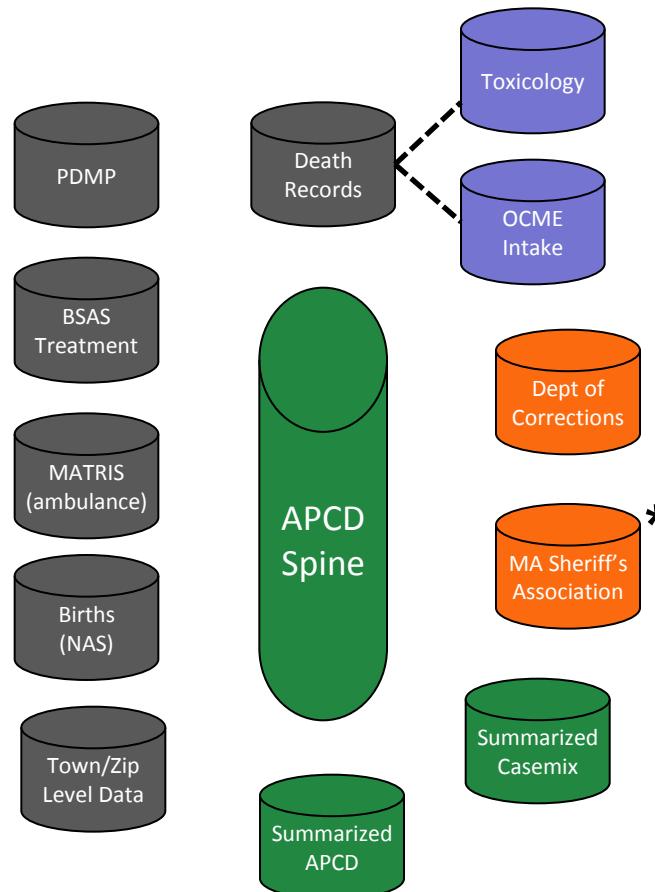 Toxicology
PDMP
Death
Records
OCME
Intake
BSAS
Treatment
Dept of
Corrections
MATRIS
(ambulance)
APCD
Spine
*
MA Sheriff’s
Association
Births
(NAS)
Town/Zip
Level Data
Summarized
Casemix
Summarized
APCD